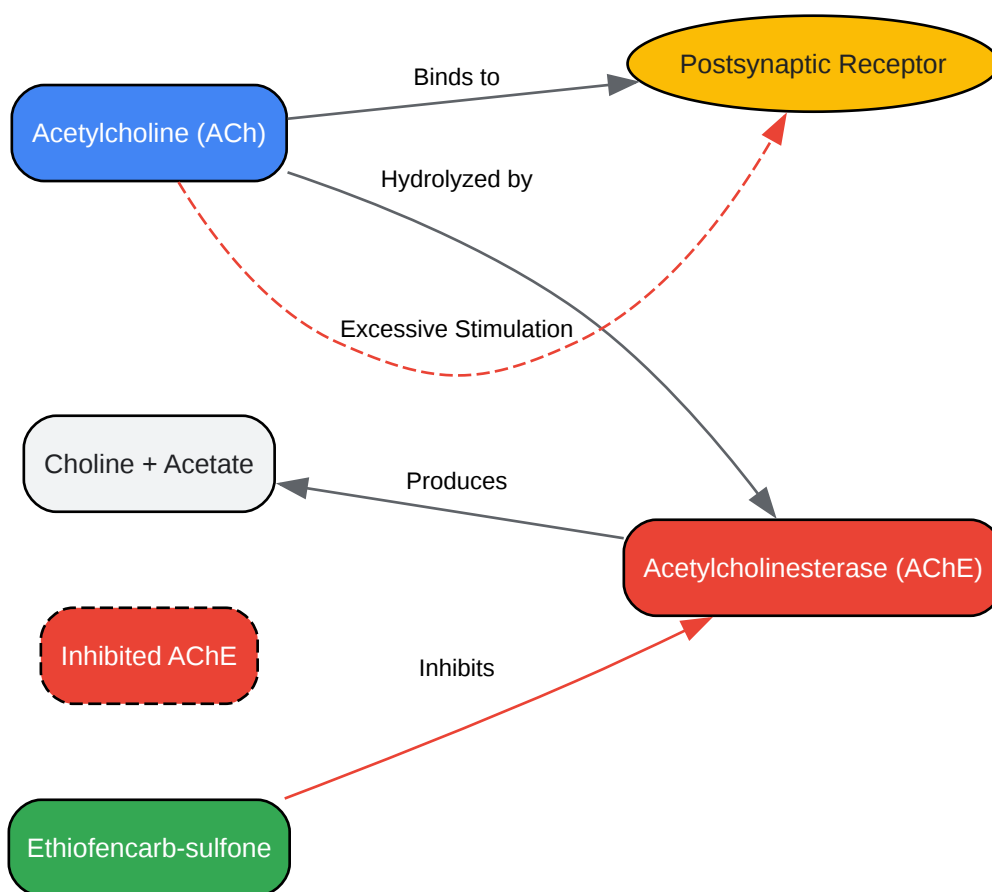 Postsynaptic Receptor
Binds to
Acetylcholine (ACh)
Hydrolyzed by
Excessive Stimulation
Choline + Acetate
Produces
Acetylcholinesterase (AChE)
Inhibited AChE
Inhibits
Ethiofencarb-sulfone